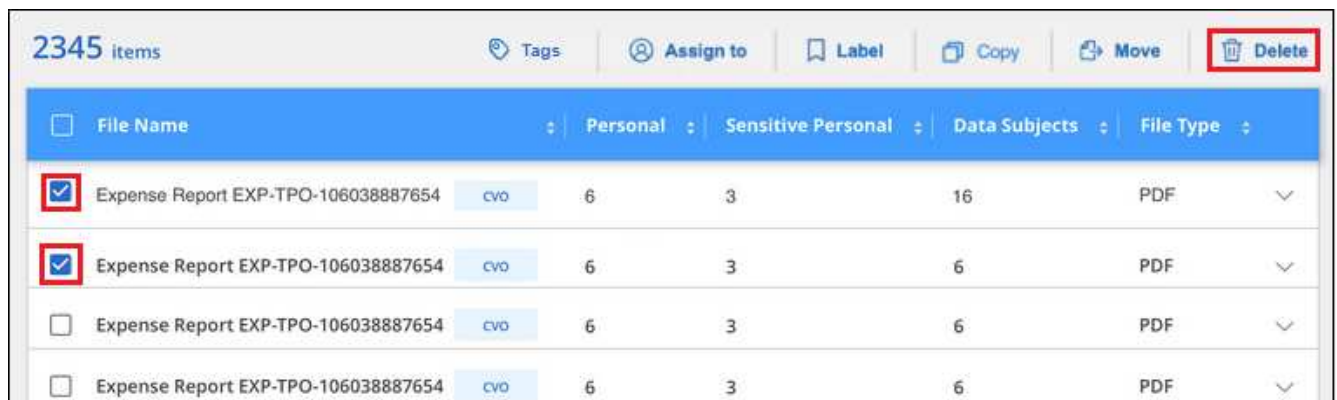 2345 items Tags Assign to Label Copy Move Delete
File Name Personal Sensitive Personal Data Subjects File Type
Expense Report EXP-TPO-106038887654 CVO 6 3 16 PDF
Expense Report EXP-TPO-106038887654 CVO 6 3 6 PDF
Expense Report EXP-TPO-106038887654 CVO 6 3 6 PDF
Expense Report EXP-TPO-106038887654 CVO 6 3 6 PDF